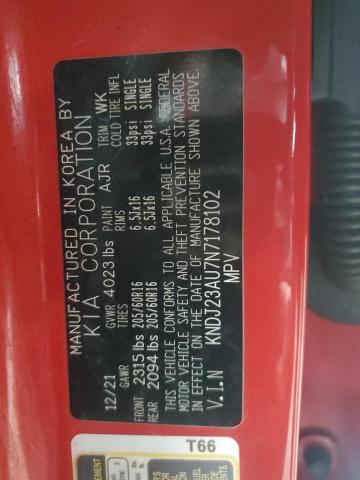 MANUFACTURED IN KOREA BY
KIA CORPORATION
12/21 GVWR 4023 lbs PAINT AJR TRIM WK
GAWR TIRES RIMS COLD TIRE INFL
FRONT 2315 lbs 205/60R16 6.5Jx16 33psi SINGLE
REAR 2094 lbs 205/60R16 6.5Jx16 33psi SINGLE
THIS VEHICLE CONFORMS TO ALL APPLICABLE U.S.A. FEDERAL
MOTOR VEHICLE SAFETY AND THEFT PREVENTION STANDARDS
IN EFFECT ON THE DATE OF MANUFACTURE SHOWN ABOVE.
V.I.N KNDJ23AU7N7178102
MPV
T66